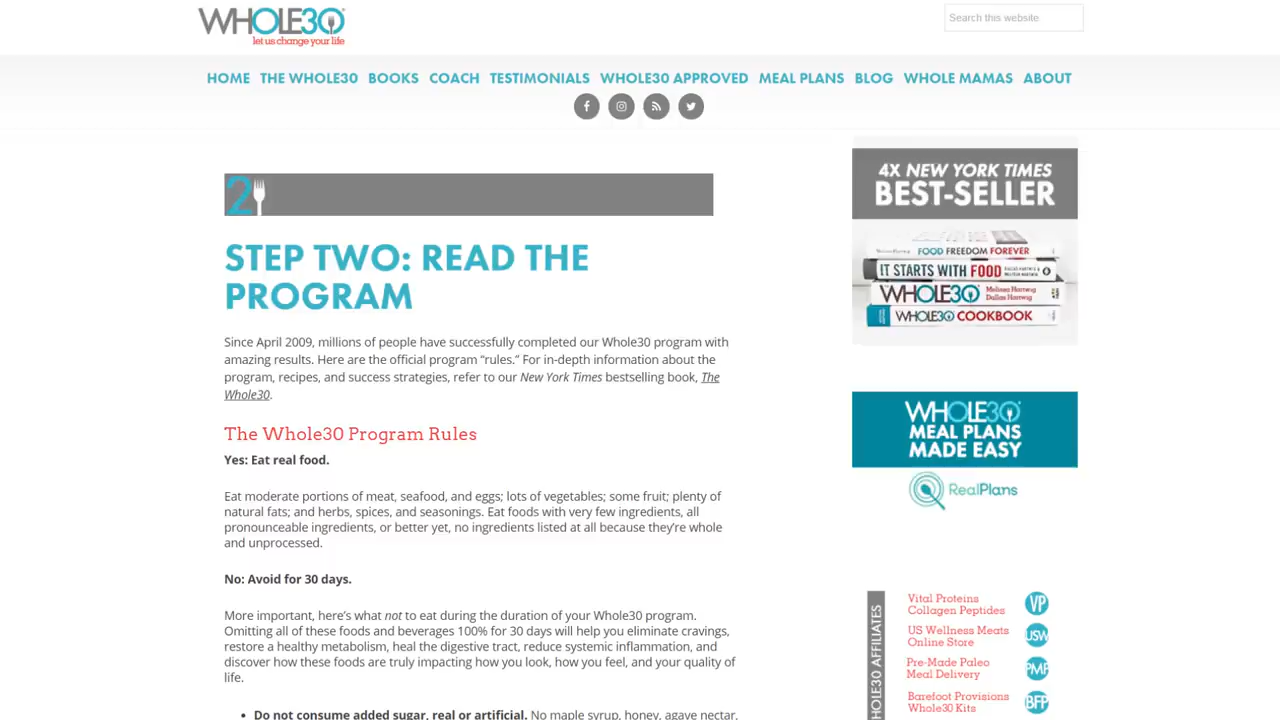 WHOLE30
let us change your life
Search this website
HOME THE WHOLE30 BOOKS COACH TESTIMONIALS WHOLE30 APPROVED MEAL PLANS BLOG WHOLE MAMAS ABOUT
2
STEP TWO: READ THE
PROGRAM
Since April 2009, millions of people have successfully completed our Whole30 program with
amazing results. Here are the official program “rules.” For in-depth information about the
program, recipes, and success strategies, refer to our New York Times bestselling book, The
Whole30.
The Whole30 Program Rules
Yes: Eat real food.
Eat moderate portions of meat, seafood, and eggs; lots of vegetables; some fruit; plenty of
natural fats; and herbs, spices, and seasonings. Eat foods with very few ingredients, all
pronounceable ingredients, or better yet, no ingredients listed at all because they’re whole
and unprocessed.
No: Avoid for 30 days.
More important, here’s what not to eat during the duration of your Whole30 program.
Omitting all of these foods and beverages 100% for 30 days will help you eliminate cravings,
restore a healthy metabolism, heal the digestive tract, reduce systemic inflammation, and
discover how these foods are truly impacting how you look, how you feel, and your quality of
life.
• Do not consume added sugar, real or artificial. No maple syrup, honey, agave nectar,
4X NEW YORK TIMES
BEST-SELLER
FOOD FREEDOM FOREVER
IT STARTS WITH FOOD
WHOLE30 Melissa Hartwig
Dallas Hartwig
WHOLE30 COOKBOOK
WHOLE30
MEAL PLANS
MADE EASY
RealPlans
WHOLE30 AFFILIATES
Vital Proteins
Collagen Peptides
VP
US Wellness Meats
Online Store
USW
Pre-Made Paleo
Meal Delivery
PMP
Barefoot Provisions
Whole30 Kits
BFP